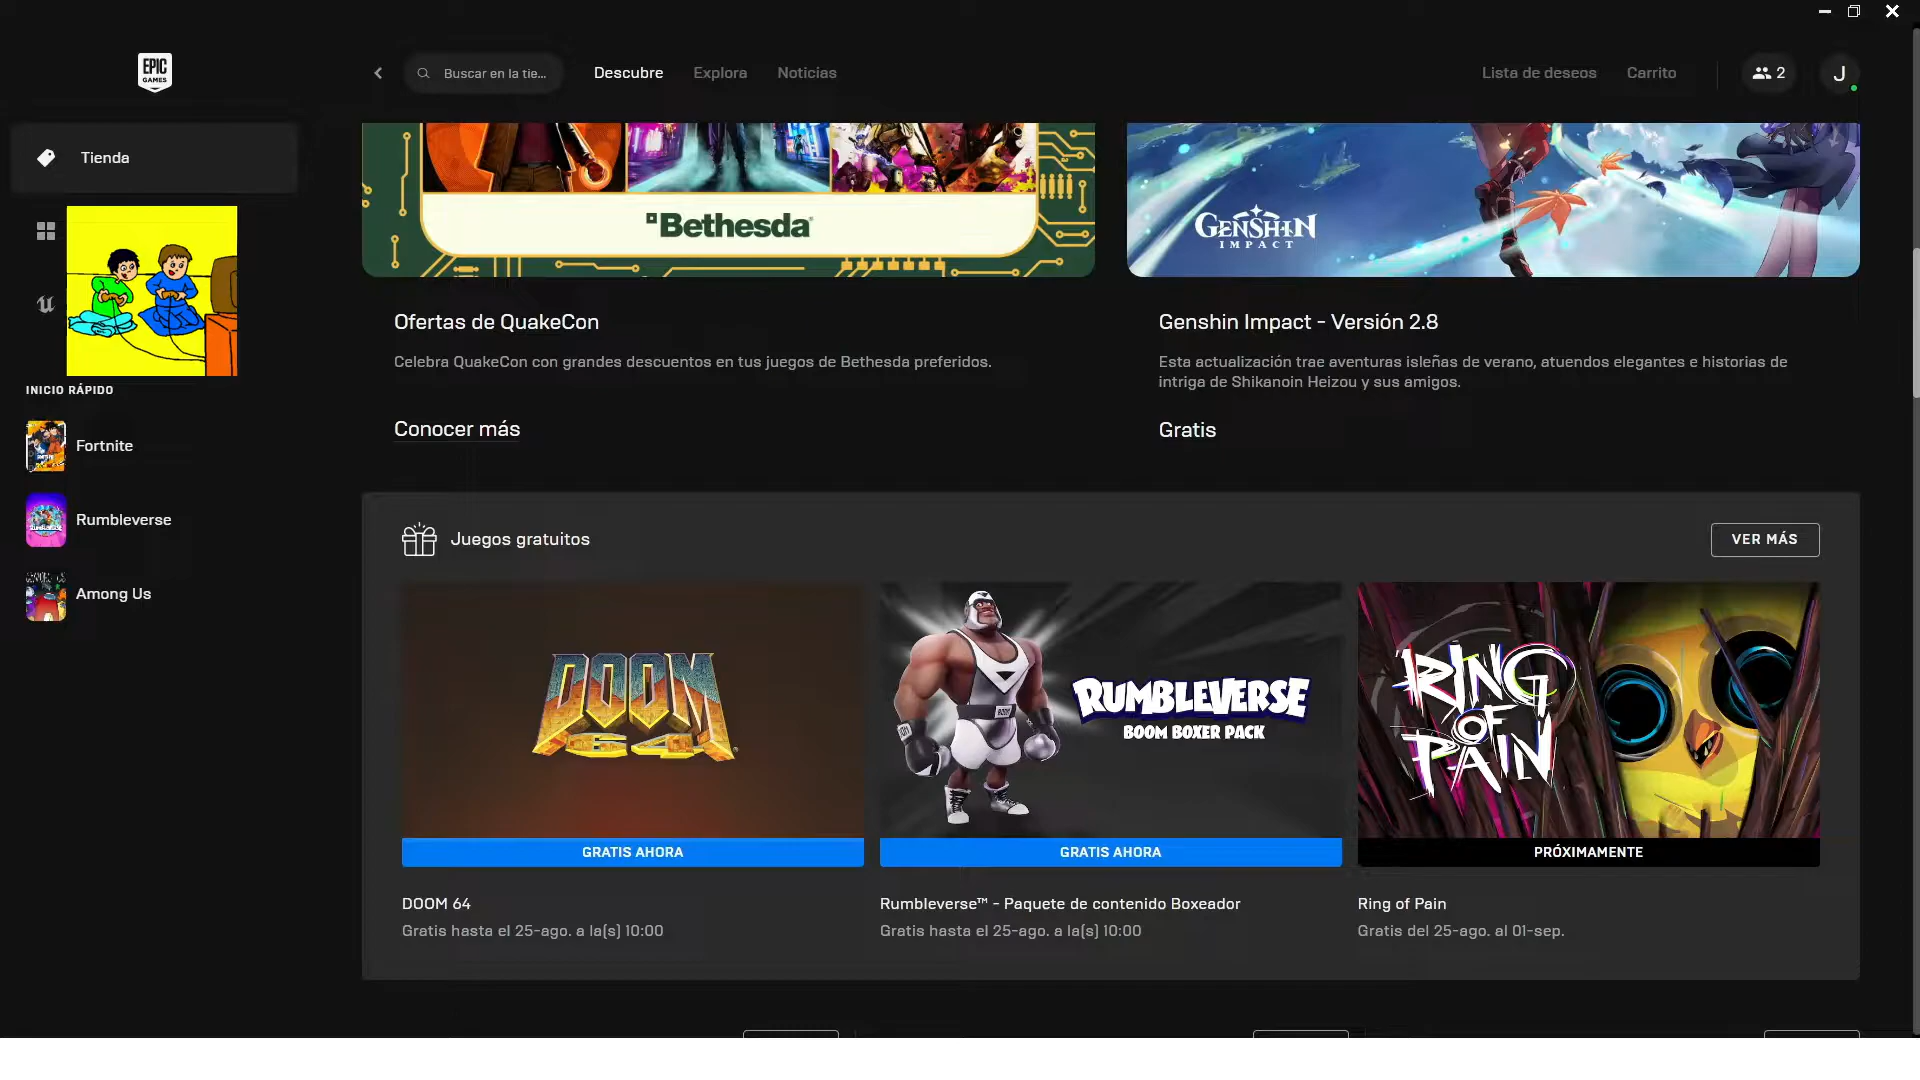 EPIC
GAMES
Buscar en la tie...
Descubre
Explora
Noticias
Lista de deseos
Carrito
2
J
Tienda
INICIO RÁPIDO
Fortnite
Rumbleverse
Among Us
Bethesda
GENSHIN
IMPACT
Ofertas de QuakeCon
Celebra QuakeCon con grandes descuentos en tus juegos de Bethesda preferidos.
Conocer más
Genshin Impact - Versión 2.8
Esta actualización trae aventuras isleñas de verano, atuendos elegantes e historias de
intriga de Shikanoin Heizou y sus amigos.
Gratis
Juegos gratuitos
VER MÁS
DOOM
64
GRATIS AHORA
DOOM 64
Gratis hasta el 25-ago. a la(s) 10:00
RUMBLEVERSE
BOOM BOXER PACK
GRATIS AHORA
Rumbleverse™ - Paquete de contenido Boxeador
Gratis hasta el 25-ago. a la(s) 10:00
RING
OF
PAIN
PRÓXIMAMENTE
Ring of Pain
Gratis del 25-ago. al 01-sep.